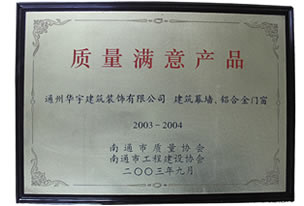 质量满意产品
通州华宇建筑装饰有限公司 建筑幕墙、铝合金门窗
2003-2004
南通市质量协会
南通市工程建设协会
二〇〇三年九月